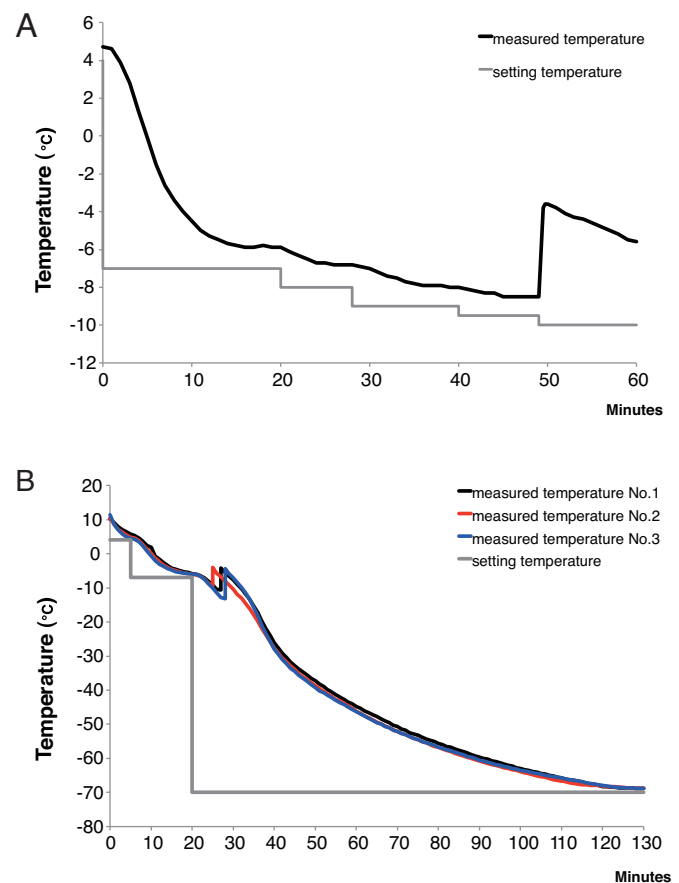 A
measured temperature
setting temperature
Temperature (°c)
6
4
2
0
-2
-4
-6
-8
-10
-12
0 10 20 30 40 50 60
Minutes
B
measured temperature No.1
measured temperature No.2
measured temperature No.3
setting temperature
Temperature (°c)
20
10
0
-10
-20
-30
-40
-50
-60
-70
-80
0 10 20 30 40 50 60 70 80 90 100 110 120 130
Minutes